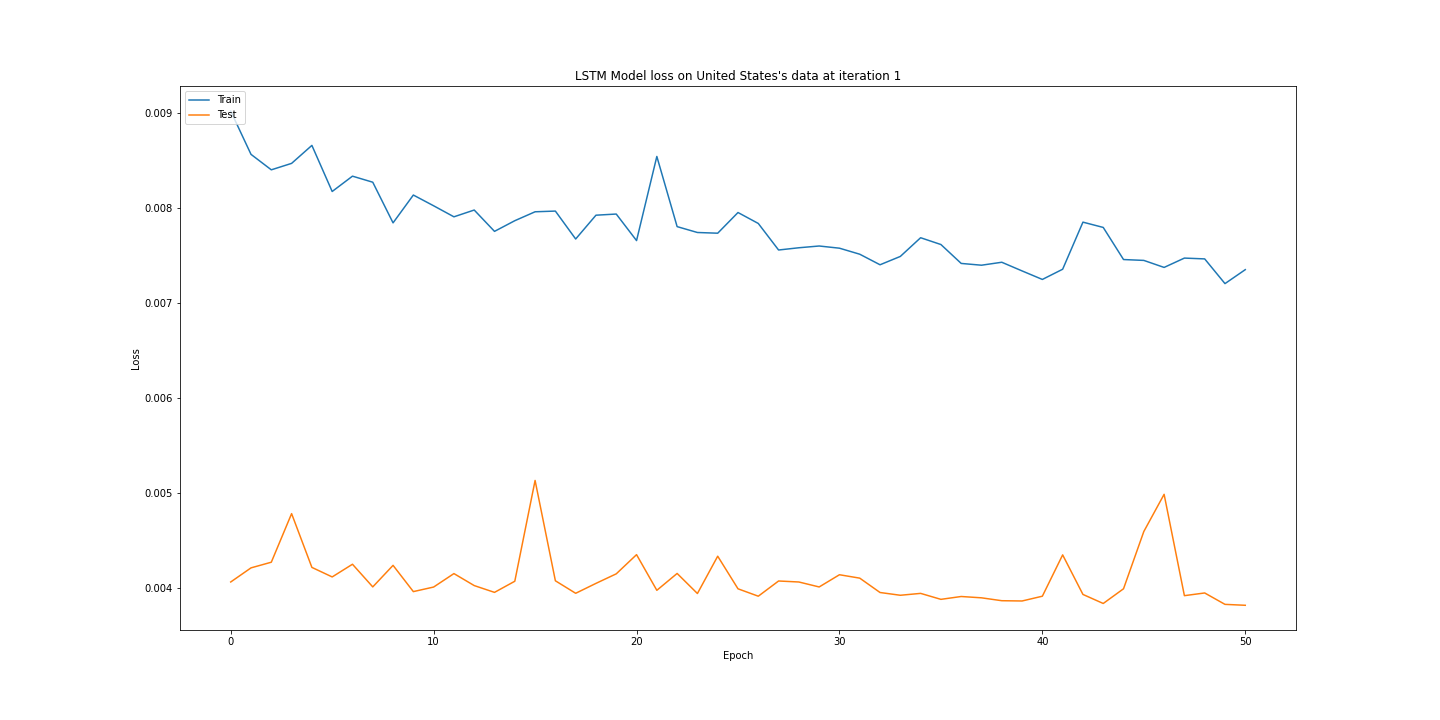 LSTM Model loss on United States's data at iteration 1
Train
Test
0.009
0.008
0.007
0.006
0.005
0.004
Loss
0 10 20 30 40 50
Epoch